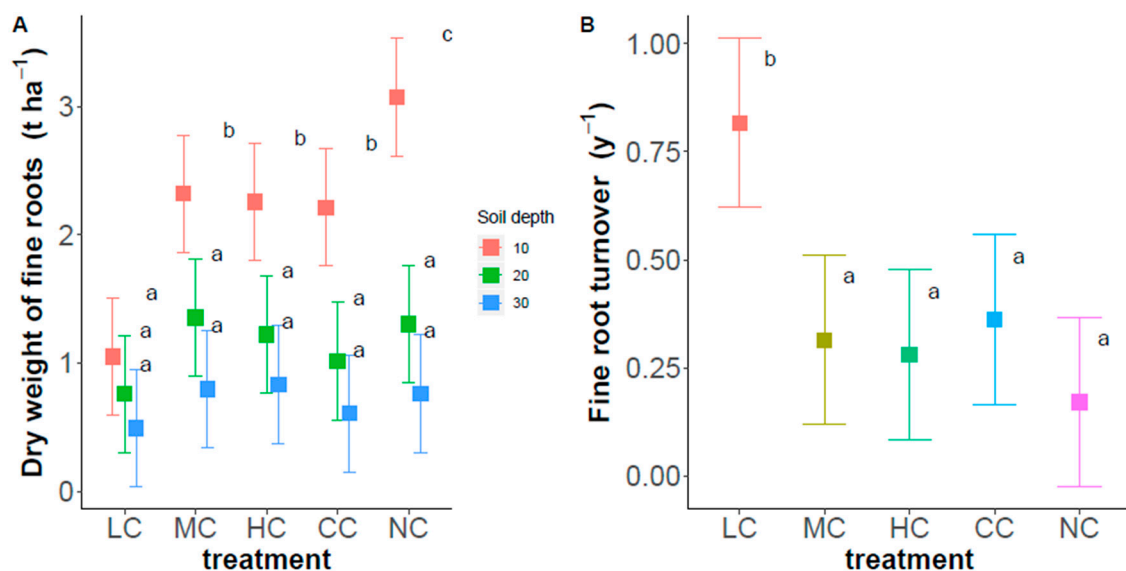 A
Dry weight of fine roots (t ha⁻¹)
3
2
1
0
c
b
b
b
a
a
a
a
a
a
a
a
a
a
a
LC
MC
HC
CC
NC
treatment
Soil depth
10
20
30
B
Fine root turnover (y⁻¹)
1.00
0.75
0.50
0.25
0.00
b
a
a
a
a
LC
MC
HC
CC
NC
treatment